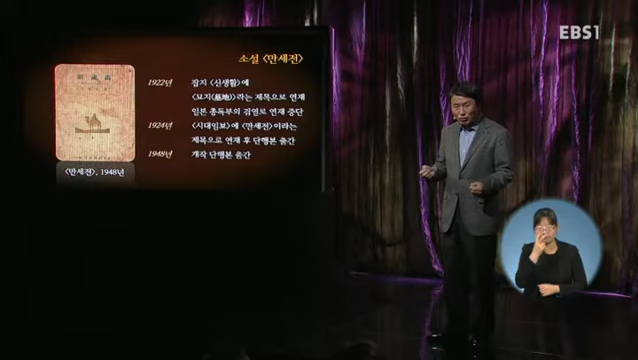 EBS1
소설 <만세전>
1922년 잡지 <신생활>에
<묘지(墓地)>라는 제목으로 연재
일본 총독부의 검열로 연재 중단
1924년 <시대일보>에 <만세전>이라는
제목으로 연재 후 단행본 출간
1948년 개작 단행본 출간
<만세전>, 1948년